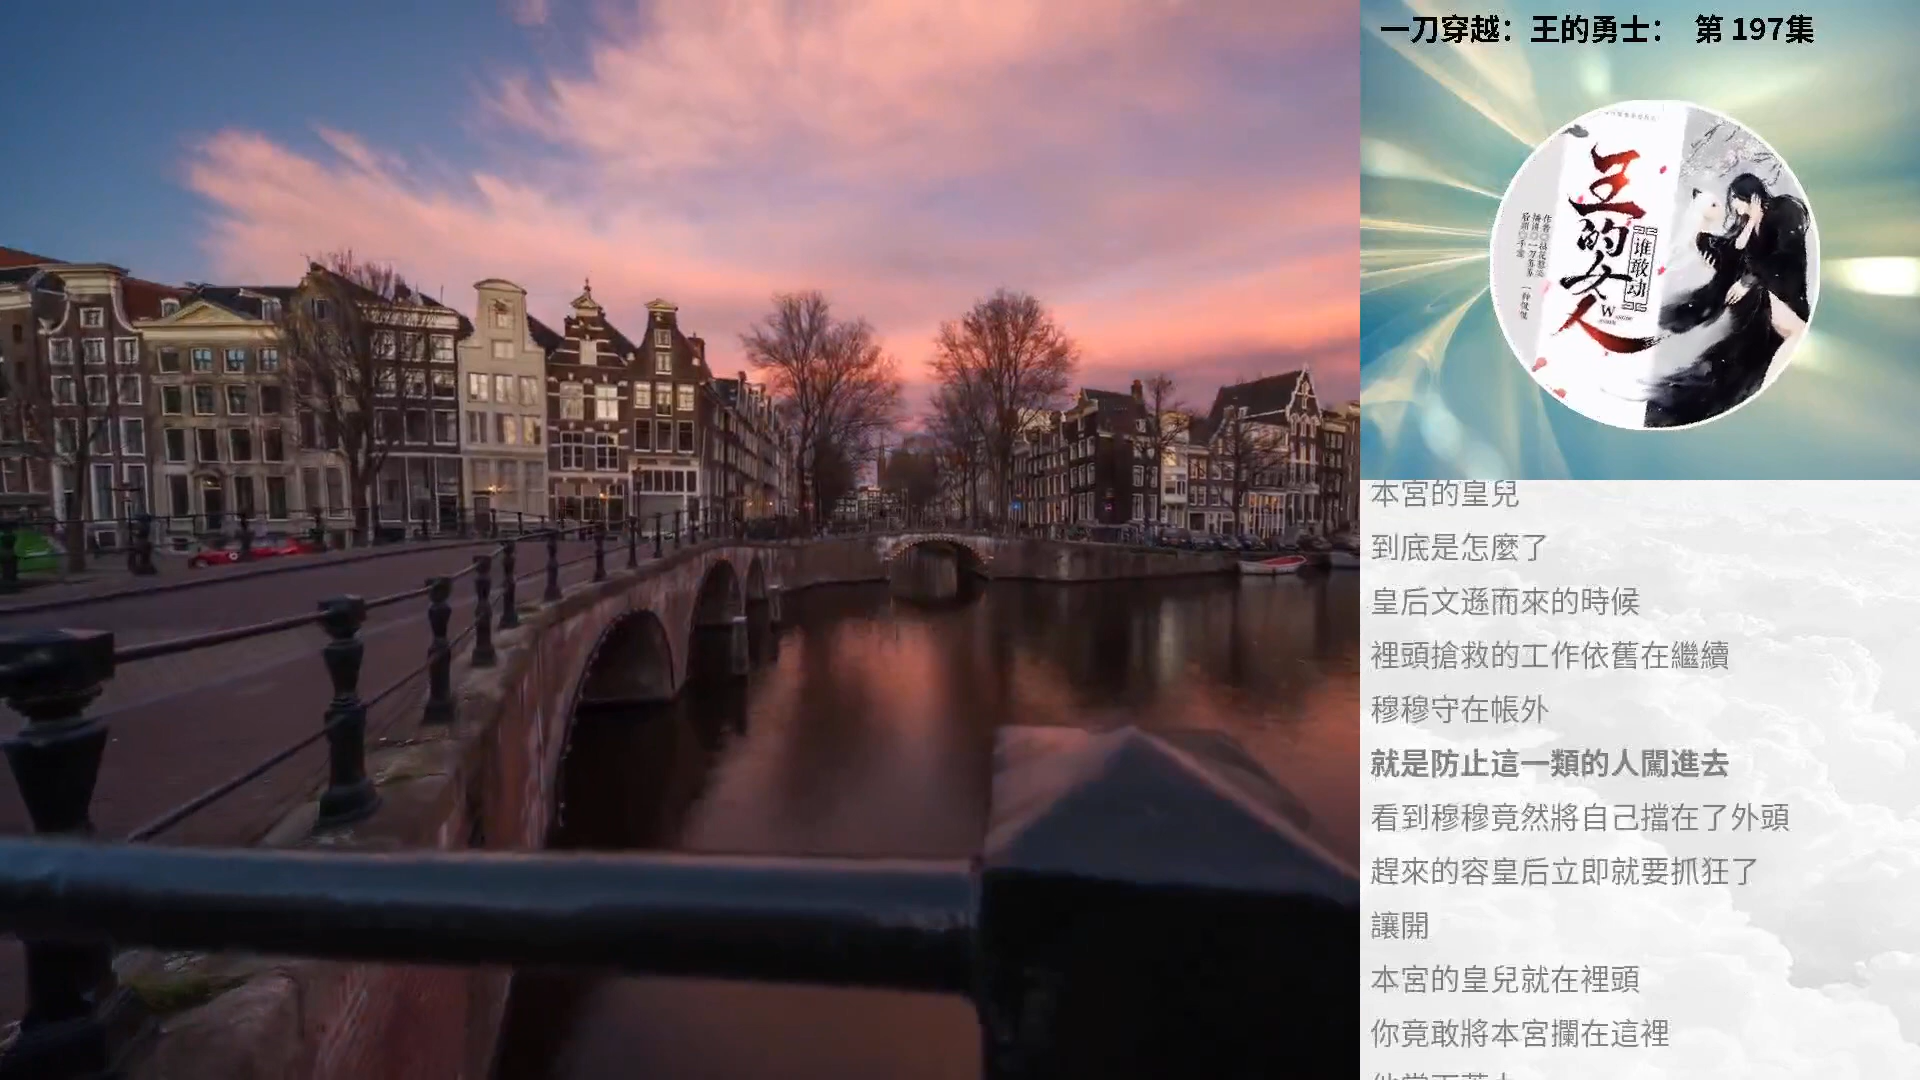 一刀穿越：王的勇士： 第 197集
王的女人
谁敢动
W
本宮的皇兒
到底是怎麼了
皇后文遜而來的時候
裡頭搶救的工作依舊在繼續
穆穆守在帳外
就是防止這一類的人闖進去
看到穆穆竟然將自己擋在了外頭
趕來的容皇后立即就要抓狂了
讓開
本宮的皇兒就在裡頭
你竟敢將本宮攔在這裡